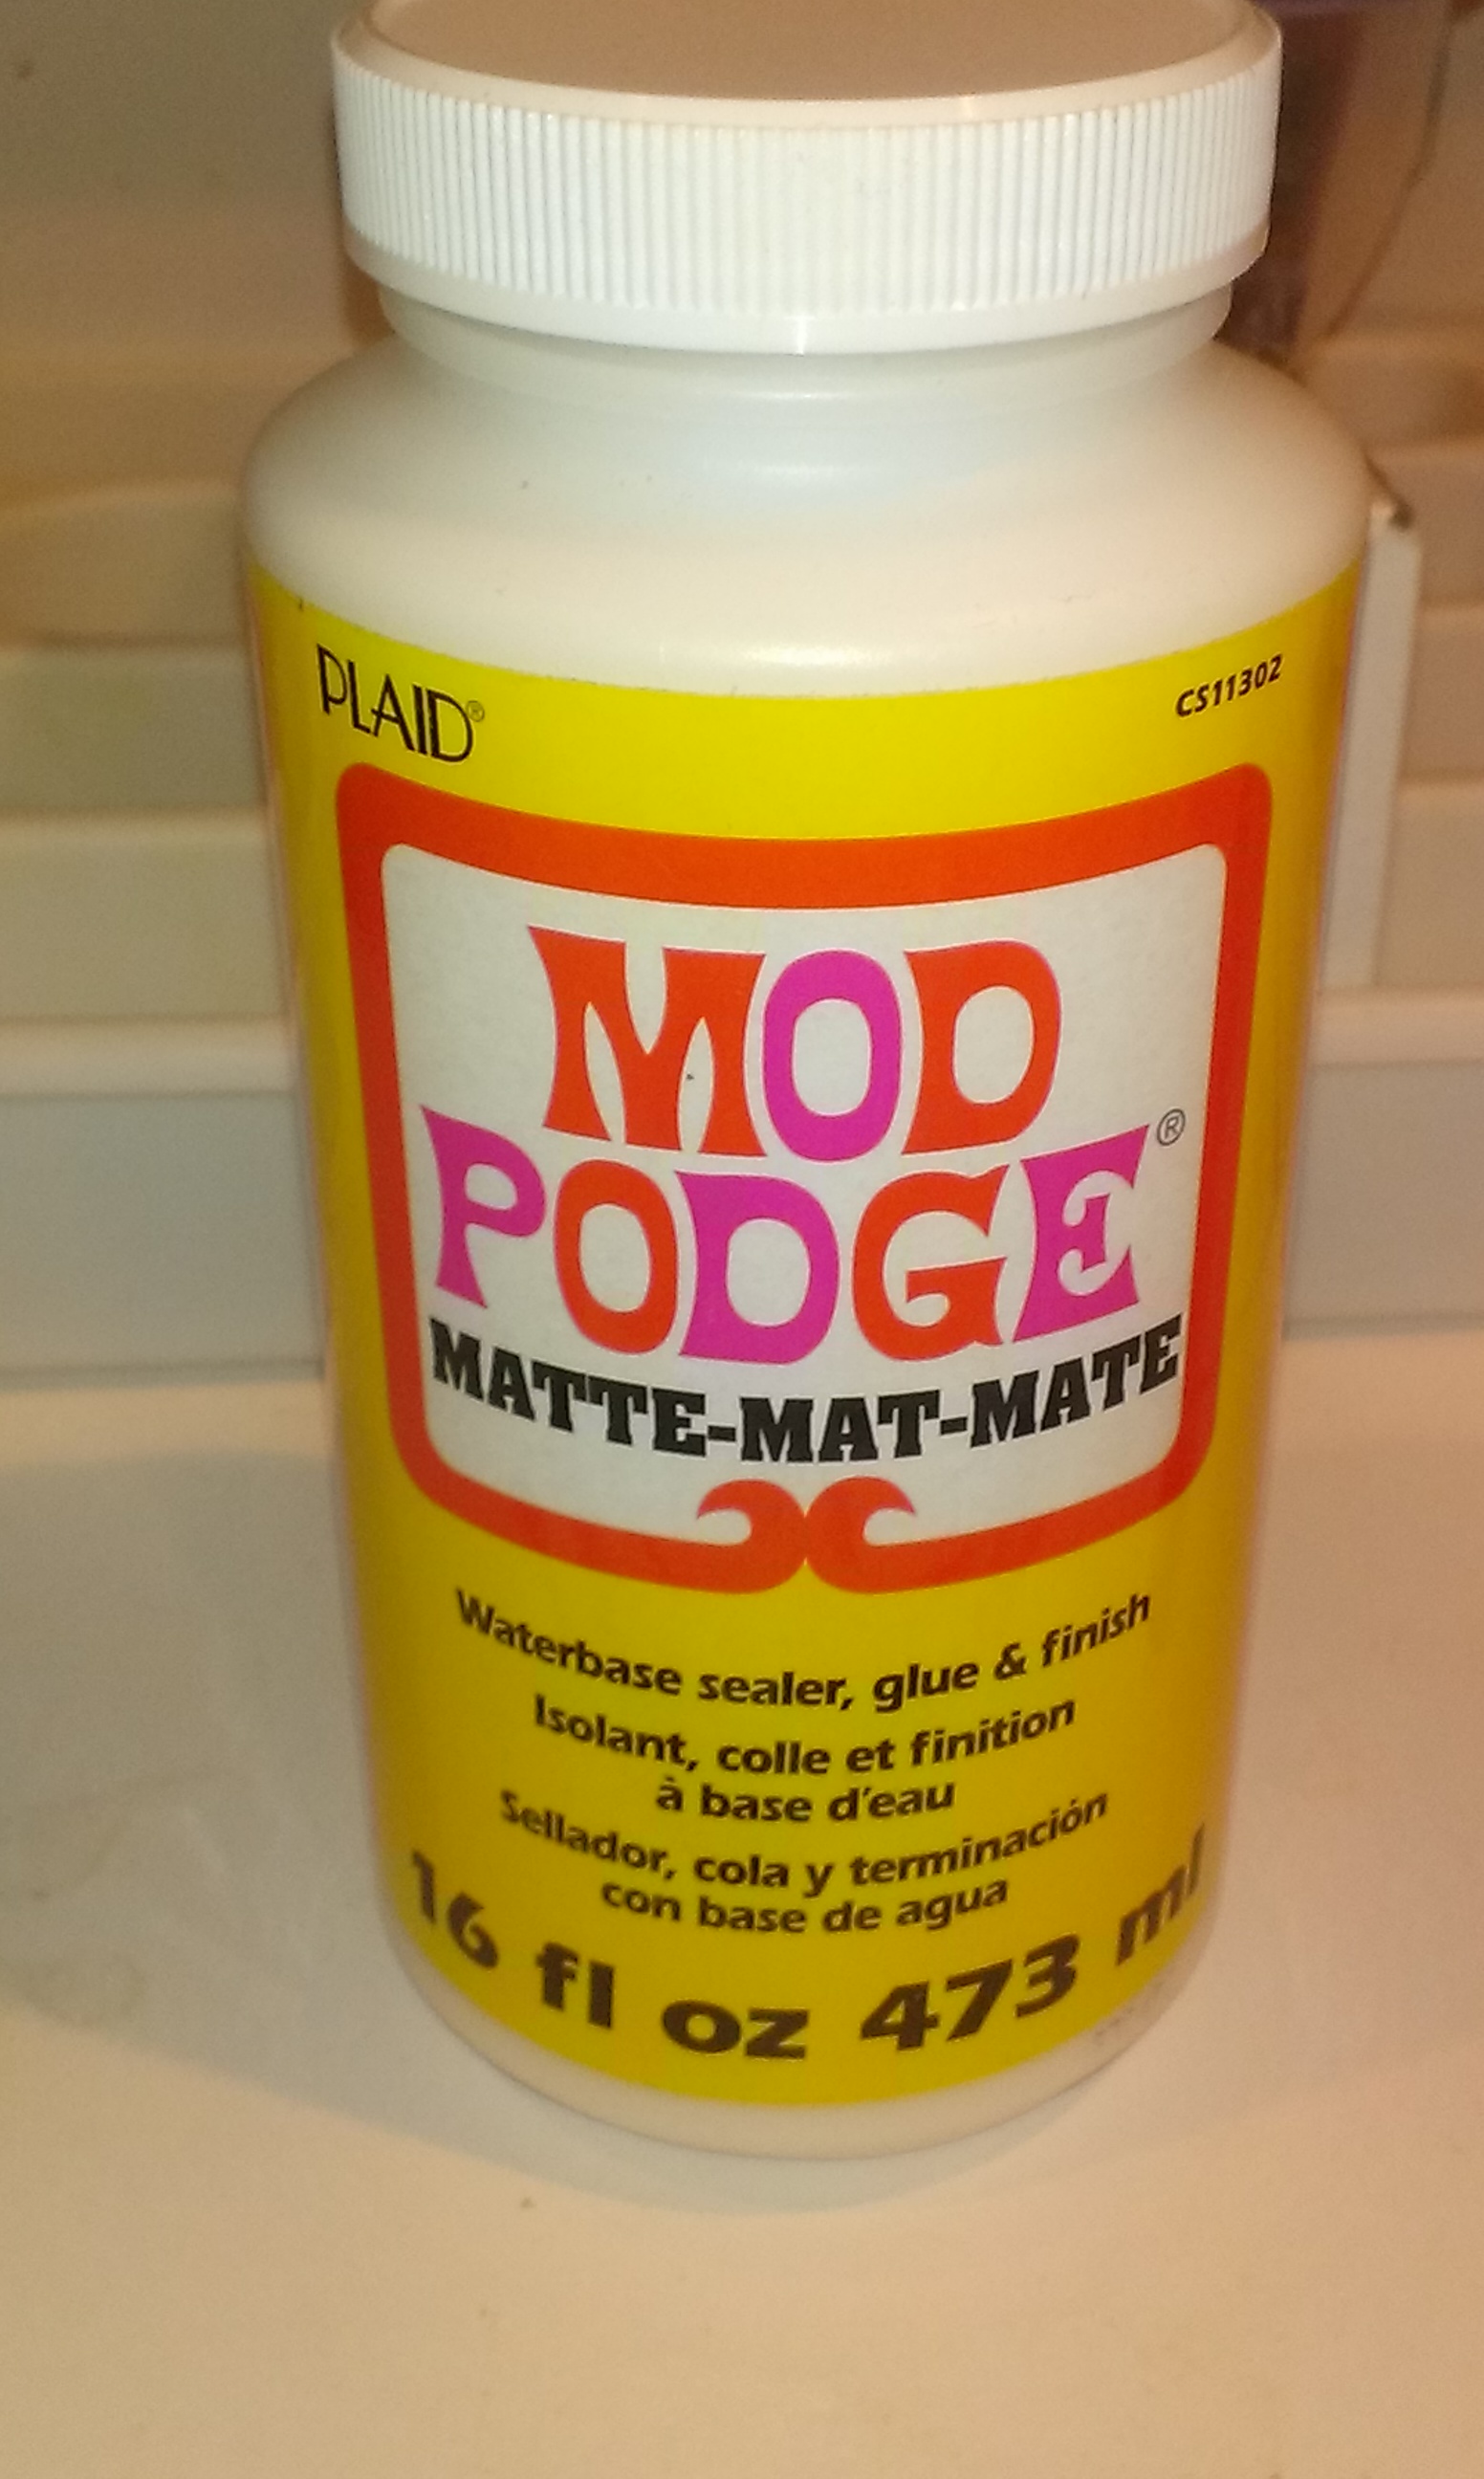 PLAID®
CS11302
MOD
PODGE®
MATTE-MAT-MATE
Waterbase sealer, glue & finish
Isolant, colle et finition
à base d'eau
Sellador, cola y terminación
con base de agua
16 fl oz 473 ml